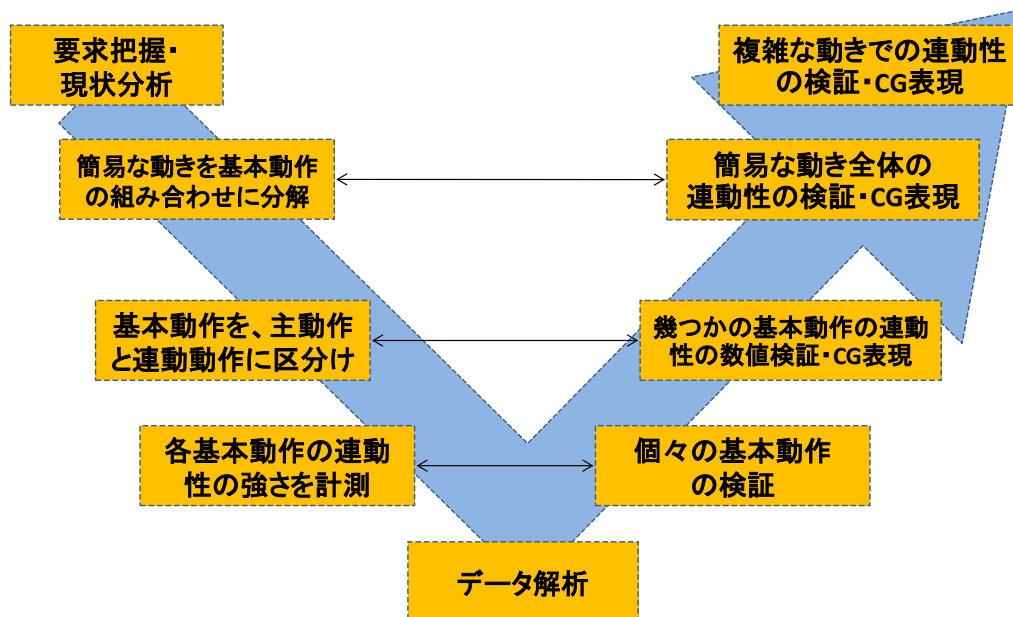 要求把握・
現状分析
複雑な動きでの連動性
の検証・CG表現
簡易な動きを基本動作
の組み合わせに分解
簡易な動き全体の
連動性の検証・CG表現
基本動作を、主動作
と連動動作に区分け
幾つかの基本動作の連動
性の数値検証・CG表現
各基本動作の連動
性の強さを計測
個々の基本動作
の検証
データ解析